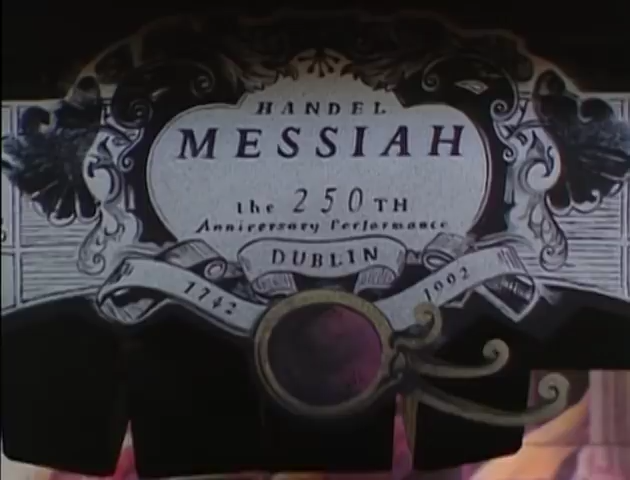 HANDEL
MESSIAH
the 250TH
Anniversary Performance
DUBLIN
1742
1992